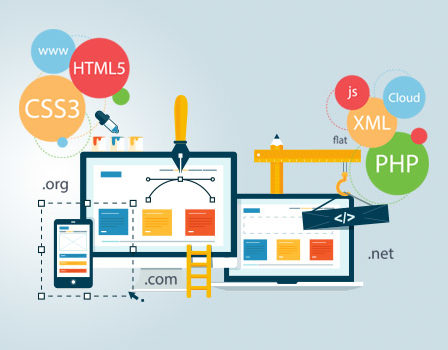 www
HTML5
CSS3
js
Cloud
XML
flat
PHP
.org
</>
.net
.com